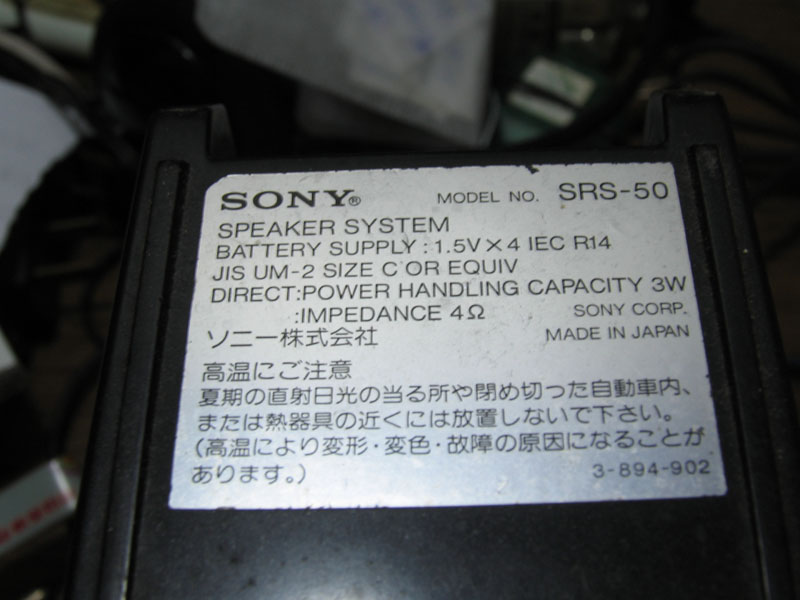 SONY® MODEL NO. SRS-50
SPEAKER SYSTEM
BATTERY SUPPLY : 1.5V×4 IEC R14
JIS UM-2 SIZE C OR EQUIV
DIRECT:POWER HANDLING CAPACITY 3W
:IMPEDANCE 4Ω SONY CORP.
ソニー株式会社 MADE IN JAPAN
高温にご注意
夏期の直射日光の当る所や閉め切った自動車内、
または熱器具の近くには放置しないで下さい。
(高温により変形・変色・故障の原因になることが
あります。) 3-894-902